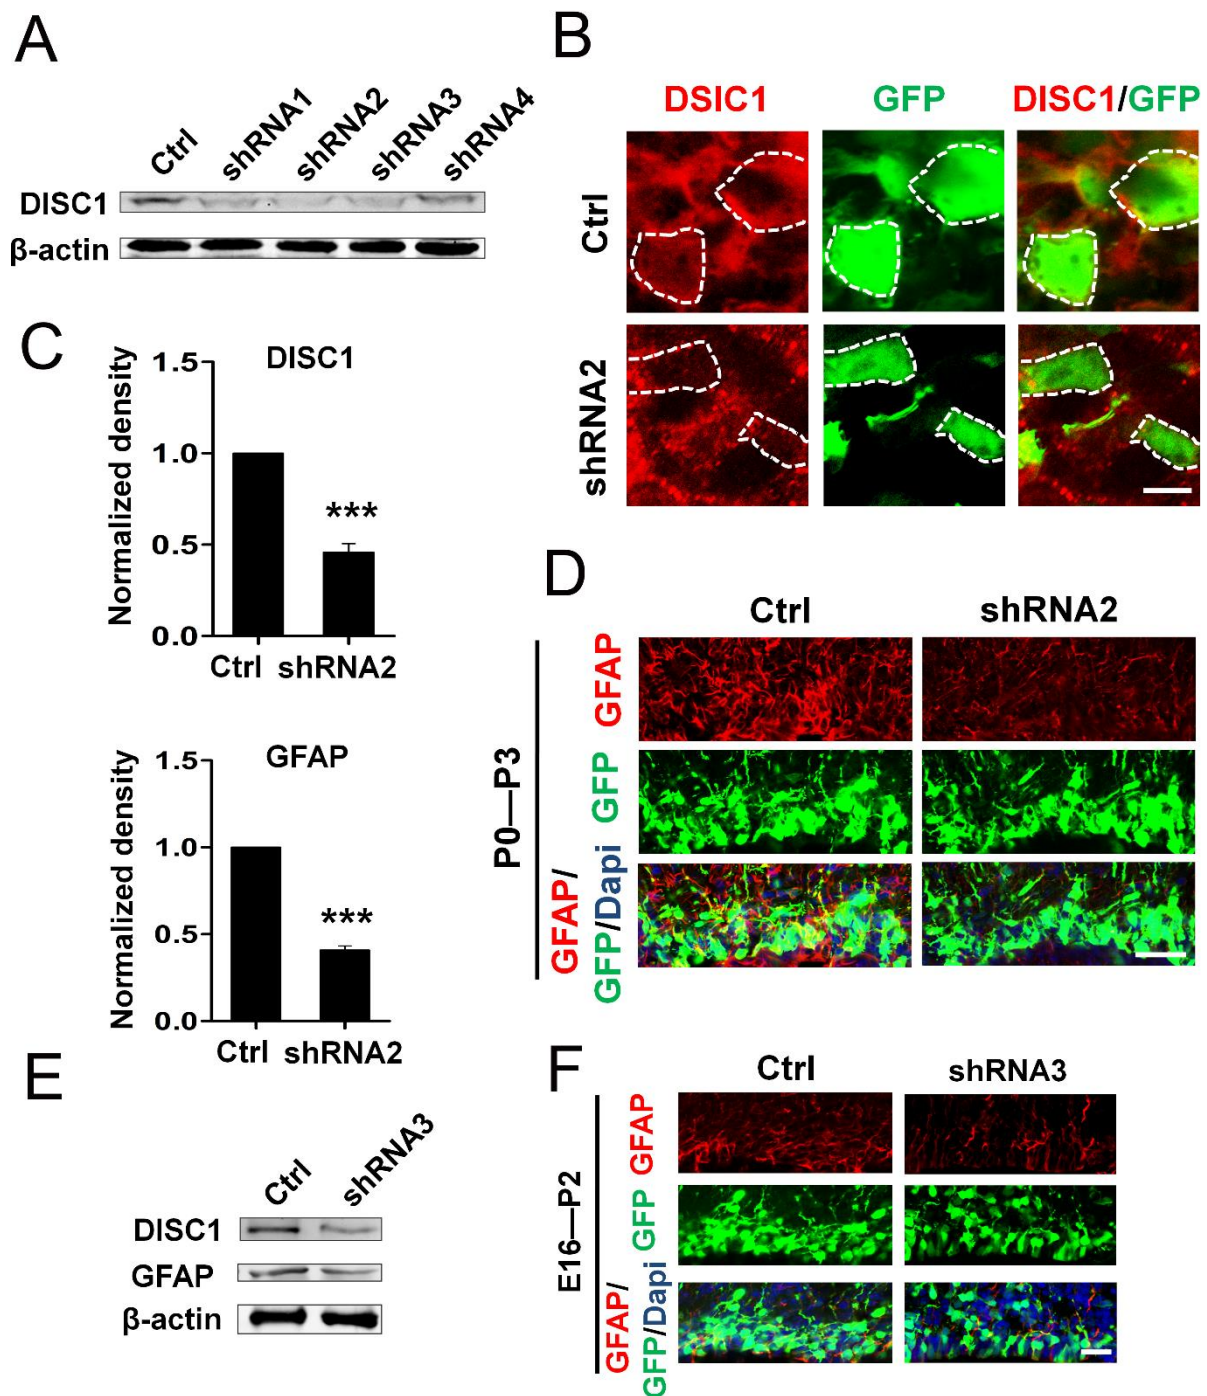 A
Ctrl
shRNA1
shRNA2
shRNA3
shRNA4
DISC1
β-actin
B
DSIC1
GFP
DISC1/GFP
Ctrl
shRNA2
C
DISC1
Normalized density
1.5
1.0
0.5
0.0
***
Ctrl
shRNA2
GFAP
Normalized density
1.5
1.0
0.5
0.0
***
Ctrl
shRNA2
D
Ctrl
shRNA2
P0—P3
GFAP
GFP
GFAP/
GFP/Dapi
E
Ctrl
shRNA3
DISC1
GFAP
β-actin
F
Ctrl
shRNA3
E16—P2
GFAP
GFP
GFAP/
GFP/Dapi